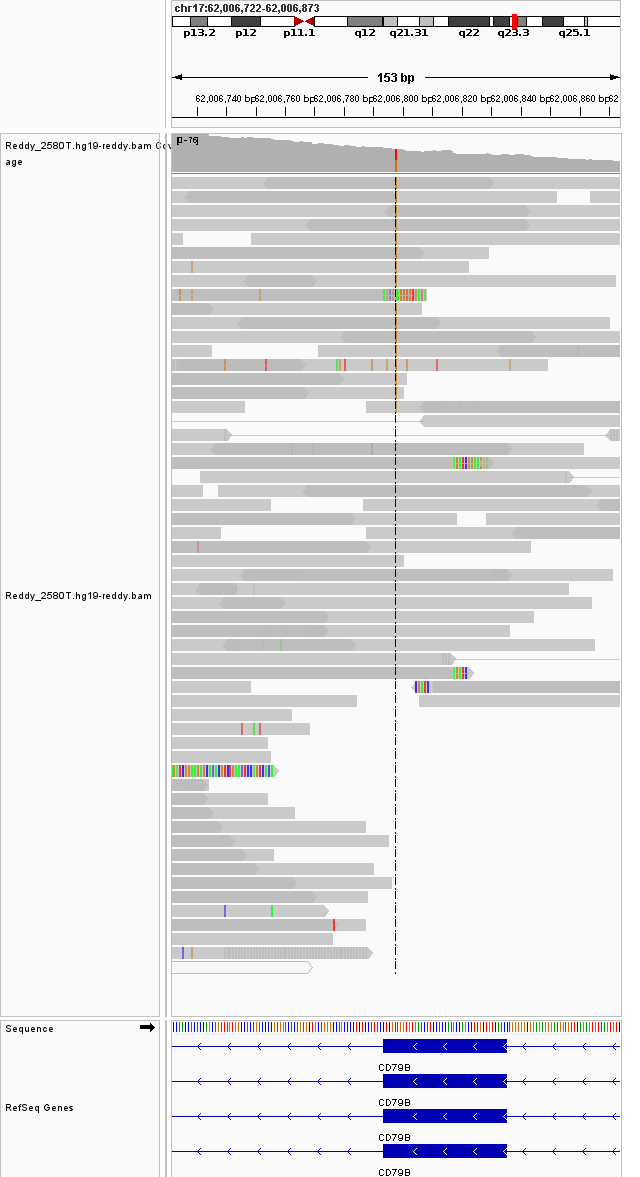 chr17:62,006,722-62,006,873
p13.2 p12 p11.1 q12 q21.31 q22 q23.3 q25.1
153 bp
62,006,740 bp 62,006,760 bp 62,006,780 bp 62,006,800 bp 62,006,820 bp 62,006,840 bp 62,006,860 bp 62
Reddy_2580T.hg19-reddy.bam Cov
age
[0-76]
Reddy_2580T.hg19-reddy.bam
Sequence
CD79B
CD79B
RefSeq Genes
CD79B
CD79B